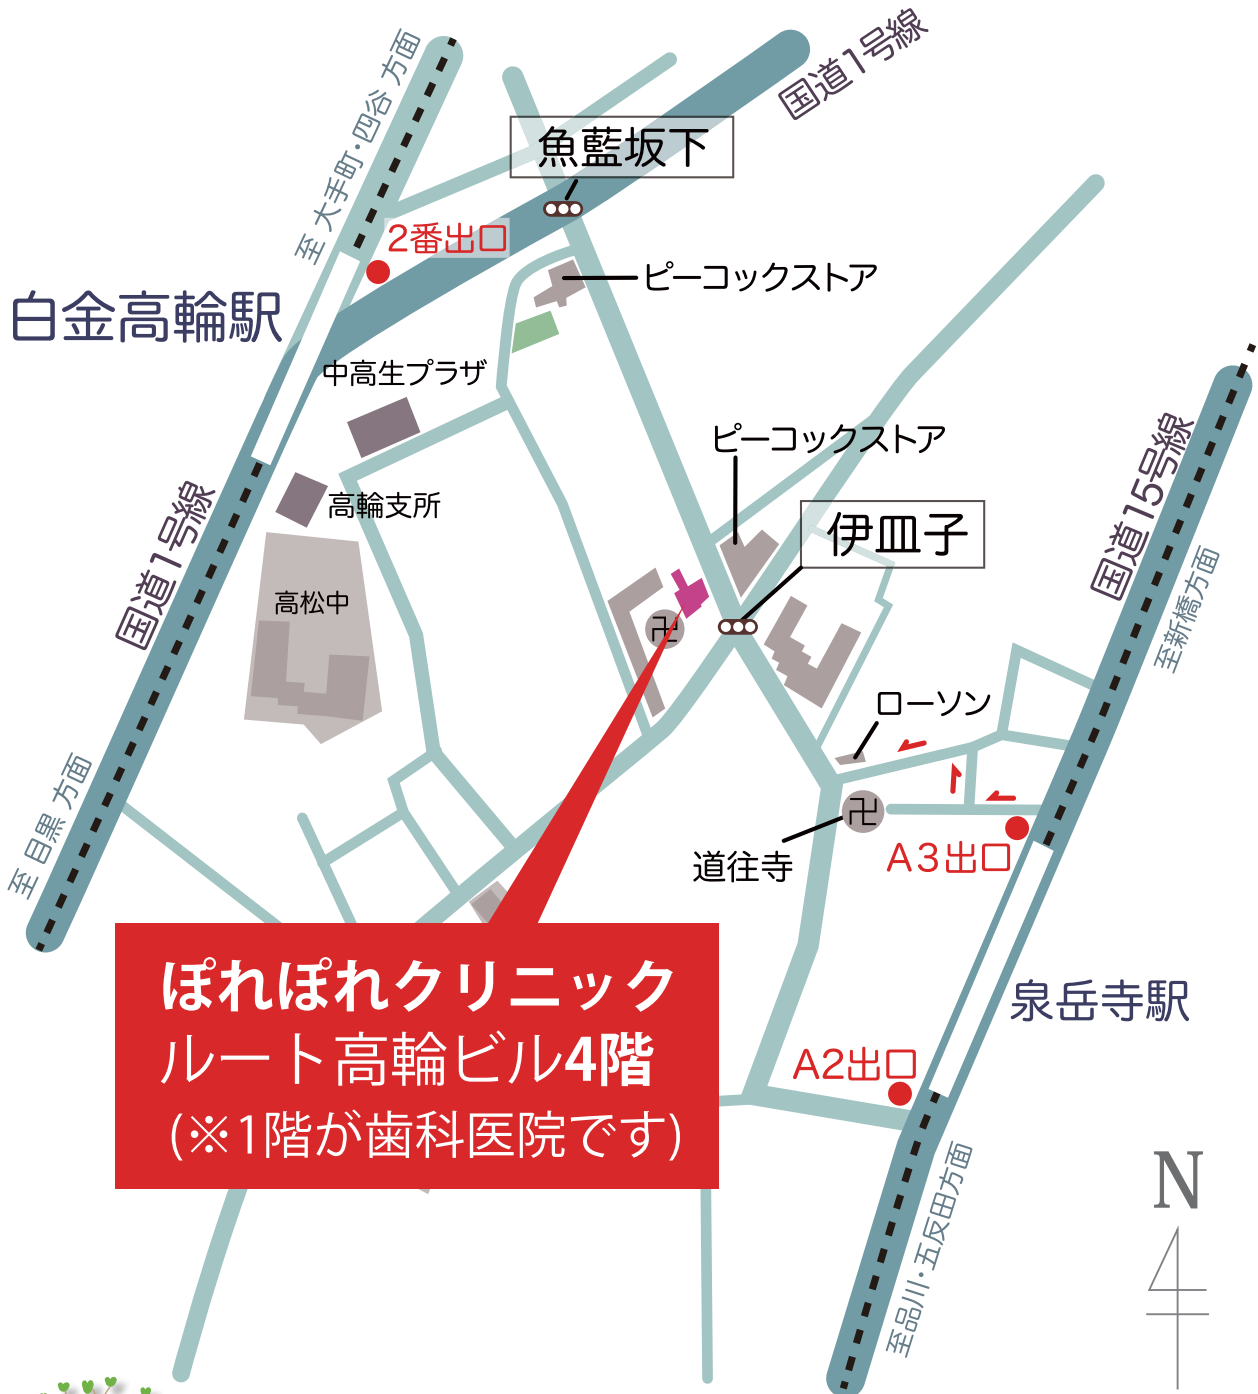 国道1号線
至 大手町・四谷 方面
魚藍坂下
2番出口
ピーコックストア
白金高輪駅
中高生プラザ
ピーコックストア
国道15号線
高輪支所
伊皿子
国道1号線
至新橋方面
高松中
卍
ローソン
至 目黒 方面
卍
道往寺
A3出口
ぽれぽれクリニック
ルート高輪ビル4階
(※1階が歯科医院です)
泉岳寺駅
A2出口
至品川・五反田方面
N